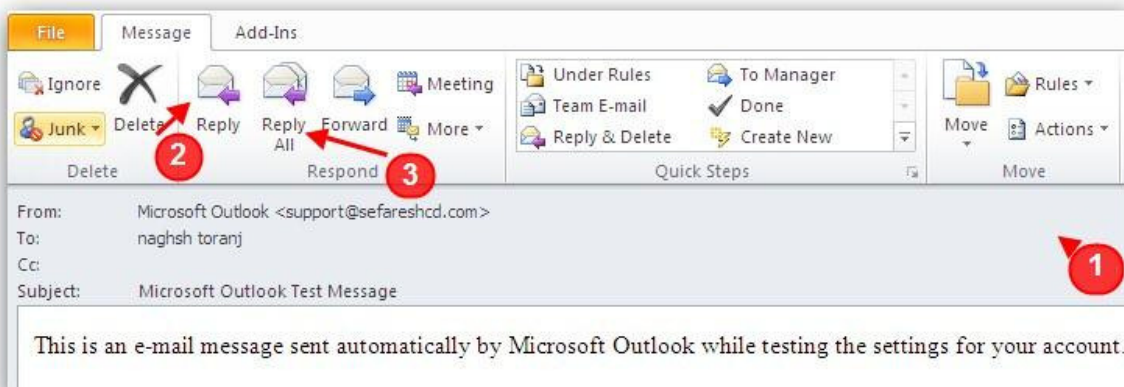 File Message Add-Ins
Ignore
Junk
Delete
Reply
Reply All
Forward
Meeting
More
Under Rules
To Manager
Team E-mail
Done
Reply & Delete
Create New
Move
Rules
Actions
2
3
Delete Respond Quick Steps Move
From: Microsoft Outlook <support@sefareshcd.com>
To: naghsh toranj
Cc:
1
Subject: Microsoft Outlook Test Message
This is an e-mail message sent automatically by Microsoft Outlook while testing the settings for your account.